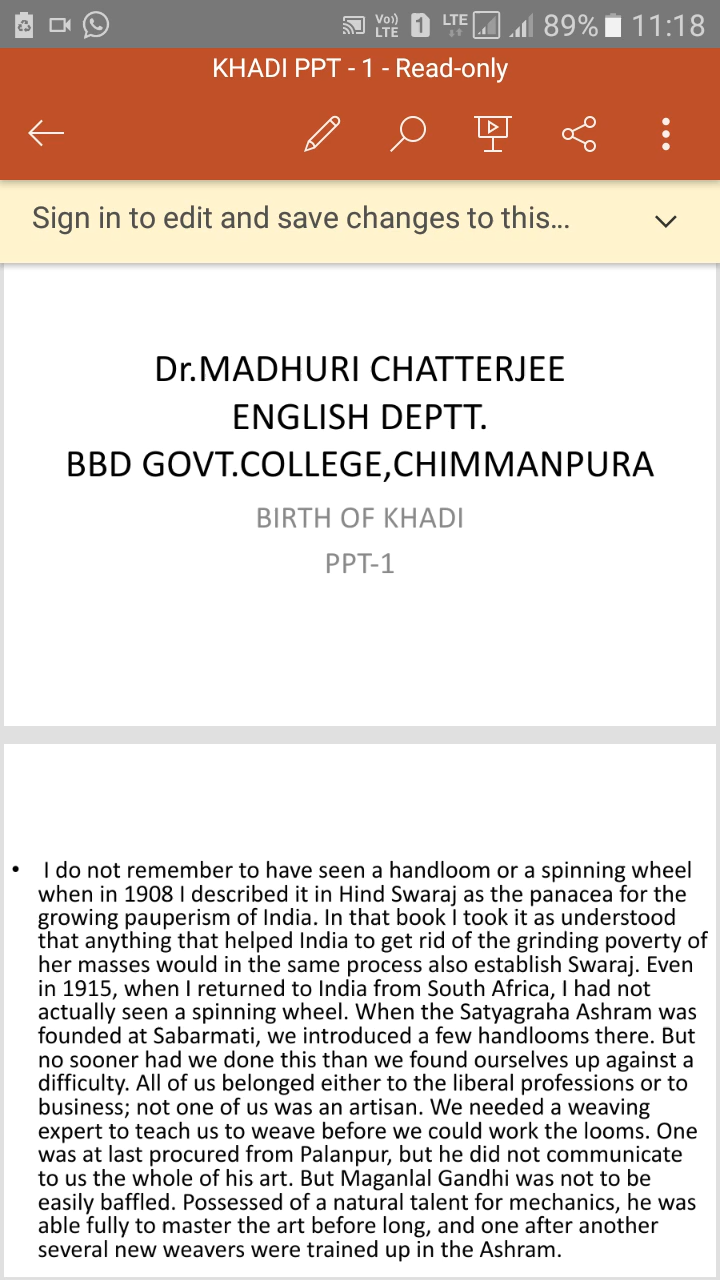 Vo))
LTE
1
LTE
89%
11:18
KHADI PPT - 1 - Read-only
Sign in to edit and save changes to this...
Dr.MADHURI CHATTERJEE
ENGLISH DEPTT.
BBD GOVT.COLLEGE,CHIMMANPURA
BIRTH OF KHADI
PPT-1
• I do not remember to have seen a handloom or a spinning wheel
when in 1908 I described it in Hind Swaraj as the panacea for the
growing pauperism of India. In that book I took it as understood
that anything that helped India to get rid of the grinding poverty of
her masses would in the same process also establish Swaraj. Even
in 1915, when I returned to India from South Africa, I had not
actually seen a spinning wheel. When the Satyagraha Ashram was
founded at Sabarmati, we introduced a few handlooms there. But
no sooner had we done this than we found ourselves up against a
difficulty. All of us belonged either to the liberal professions or to
business; not one of us was an artisan. We needed a weaving
expert to teach us to weave before we could work the looms. One
was at last procured from Palanpur, but he did not communicate
to us the whole of his art. But Maganlal Gandhi was not to be
easily baffled. Possessed of a natural talent for mechanics, he was
able fully to master the art before long, and one after another
several new weavers were trained up in the Ashram.